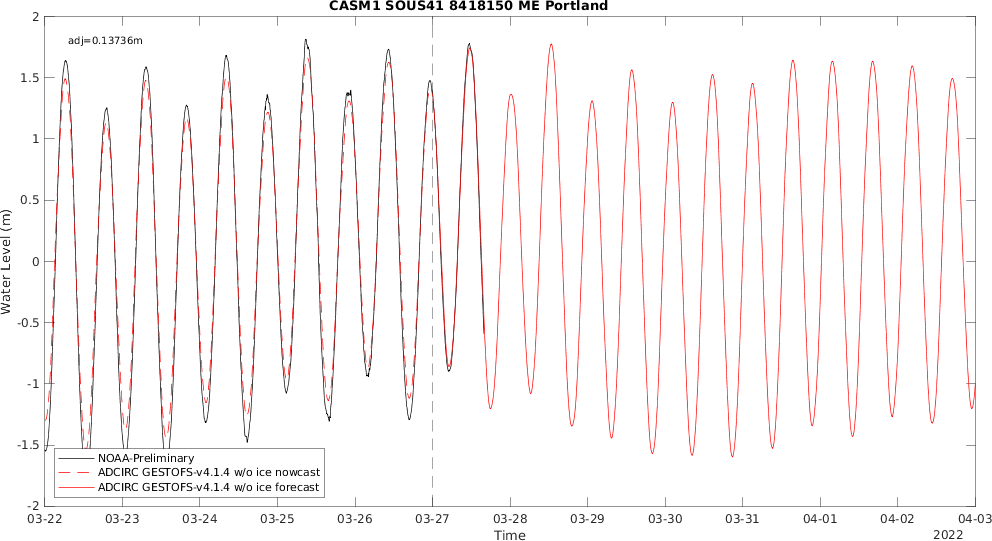 CASM1 SOUS41 8418150 ME Portland
adj=0.13736m
2
1.5
1
0.5
0
-0.5
-1
-1.5
-2
Water Level (m)
NOAA-Preliminary
ADCIRC GESTOFS-v4.1.4 w/o ice nowcast
ADCIRC GESTOFS-v4.1.4 w/o ice forecast
03-22 03-23 03-24 03-25 03-26 03-27 03-28 03-29 03-30 03-31 04-01 04-02 04-03
Time
2022